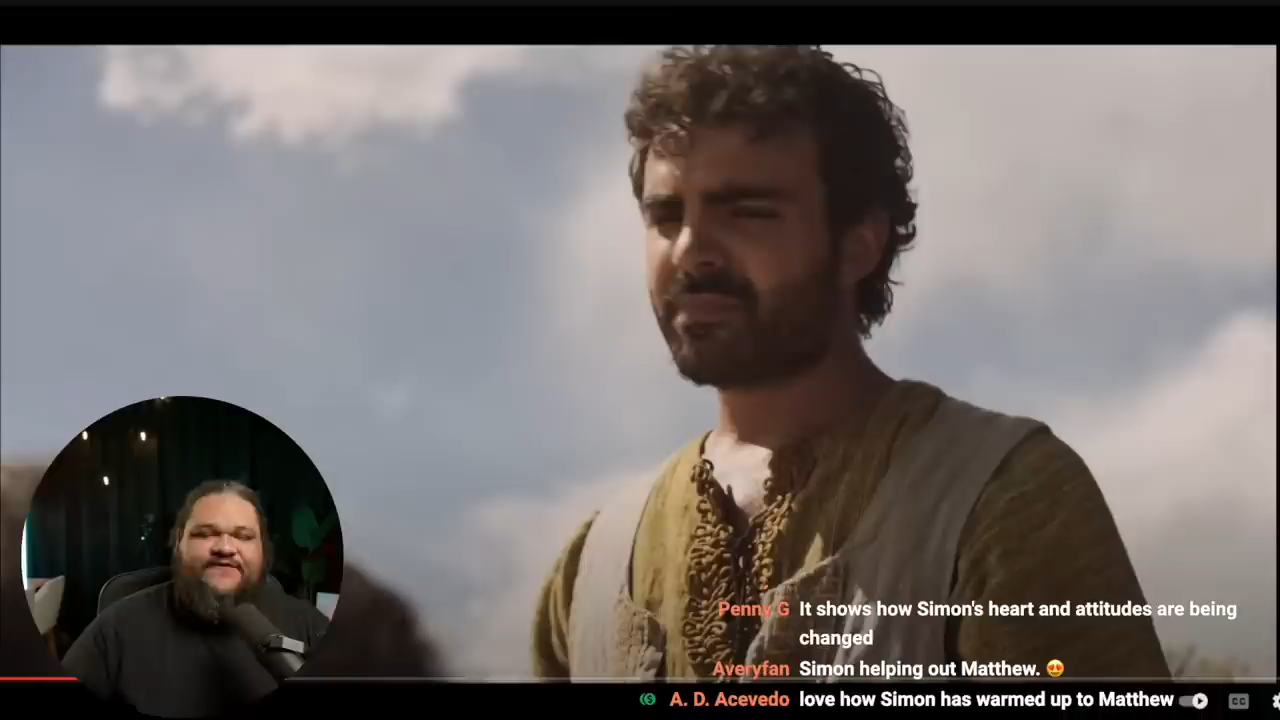 Penny G It shows how Simon's heart and attitudes are being
changed
Averyfan Simon helping out Matthew. 😍
A. D. Acevedo love how Simon has warmed up to Matthew
CC